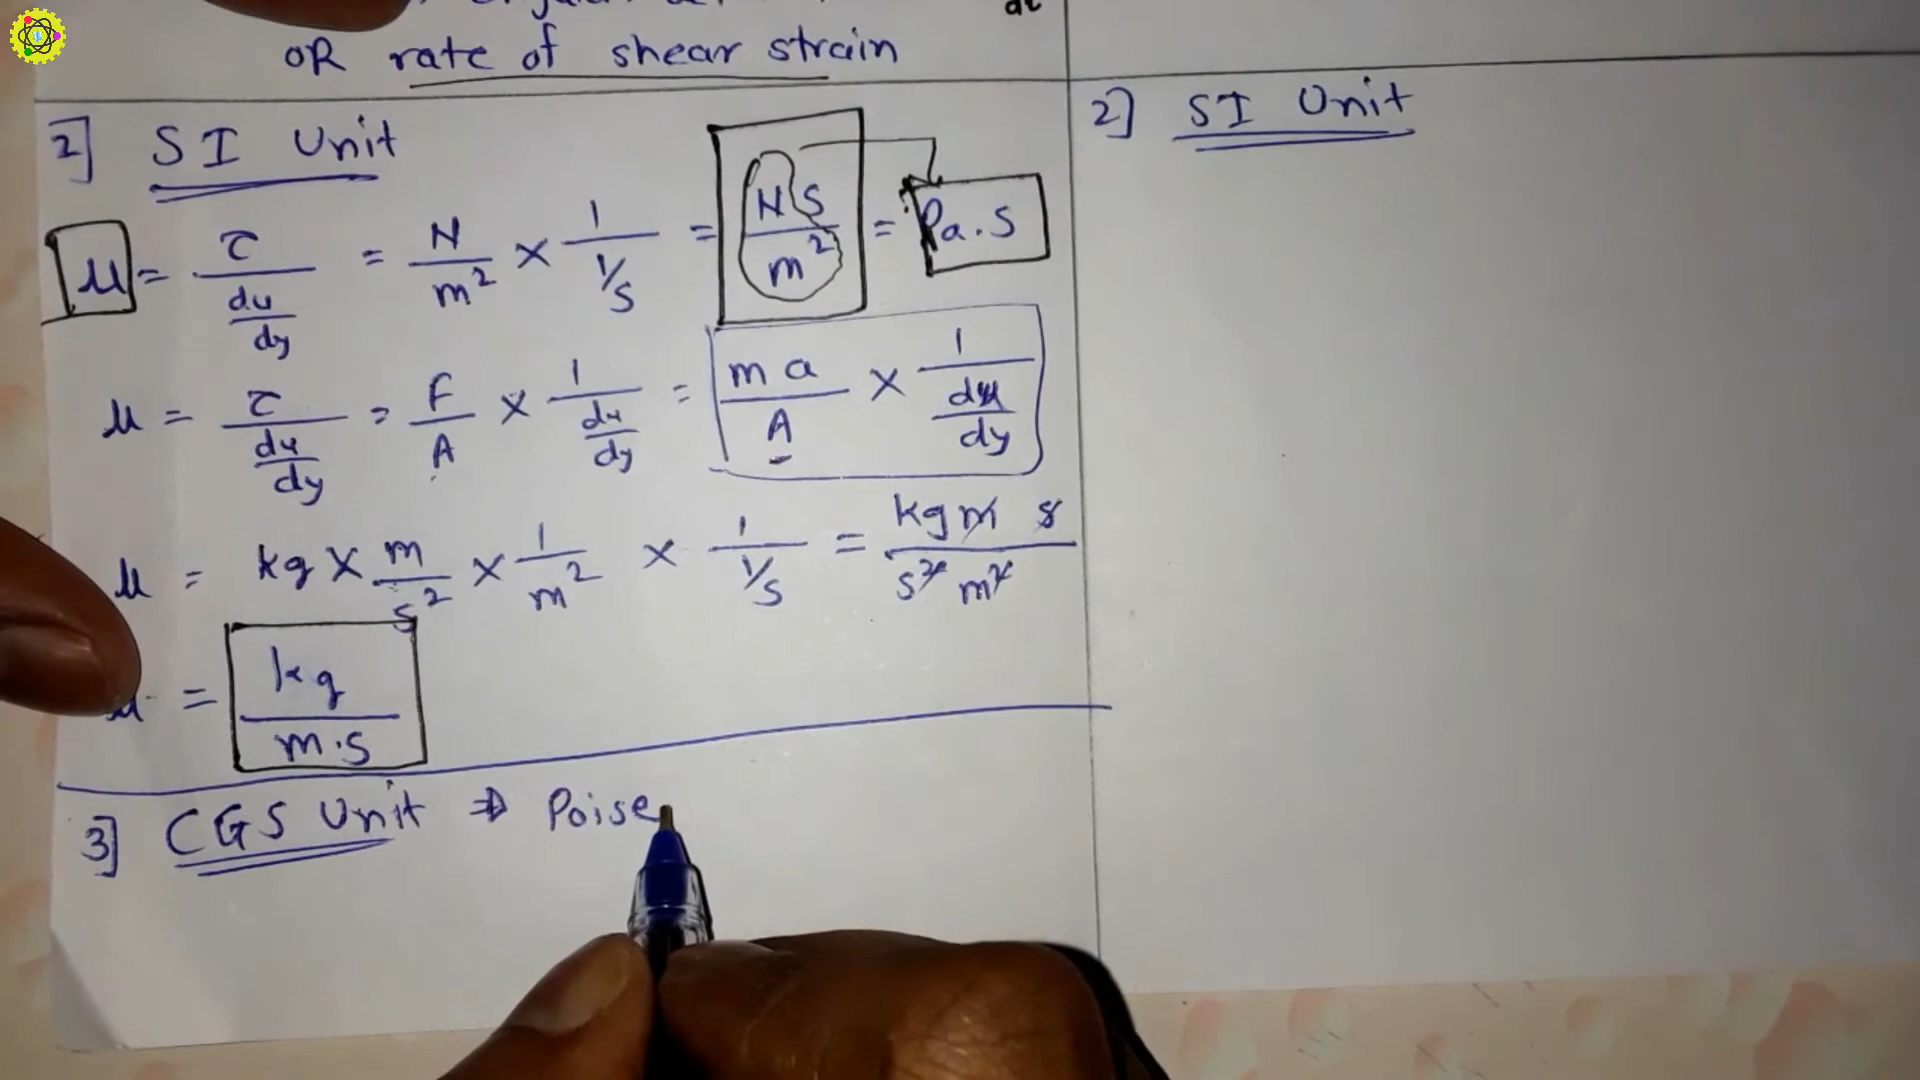 OR rate of shear strain
2] SI Unit
μ = τ / (du/dy) = N/m² × 1/(1/s) = NS/m² = Pa.S
μ = τ / (du/dy) = F/A × 1/(du/dy) = ma/A × 1/(du/dy)
μ = kg × m/s² × 1/m² × 1/(1/s) = kg m s / s² m²
μ = kg / m.s
3] CGS Unit ⇒ Poise
2] SI Unit